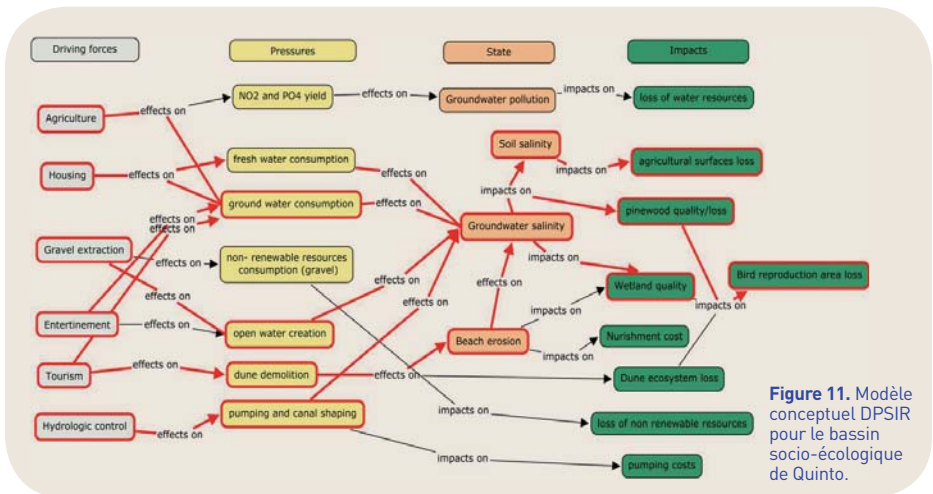 Driving forces
Pressures
State
Impacts
NO2 and PO4 yield
effects on
Groundwater pollution
impacts on
loss of water resources
Agriculture
effects on
Soil salinity
Housing
effects on
fresh water consumption
impacts on
agricultural surfaces loss
impacts on
ground water consumption
effects on
pinewood quality/loss
effects on
effects on
Groundwater salinity
Gravel extraction
effects on
non- renewable resources
consumption (gravel)
impacts on
Bird reproduction area loss
effects on
effects on
effects on
Wetland quality
impacts on
Entertinement
effects on
open water creation
impacts on
Beach erosion
Nurishment cost
impacts on
Tourism
effects on
dune demolition
effects on
Dune ecosystem loss
Hydrologic control
effects on
pumping and canal shaping
impacts on
loss of non renewable resources
impacts on
pumping costs
Figure 11. Modèle
conceptuel DPSIR
pour le bassin
socio-écologique
de Quinto.